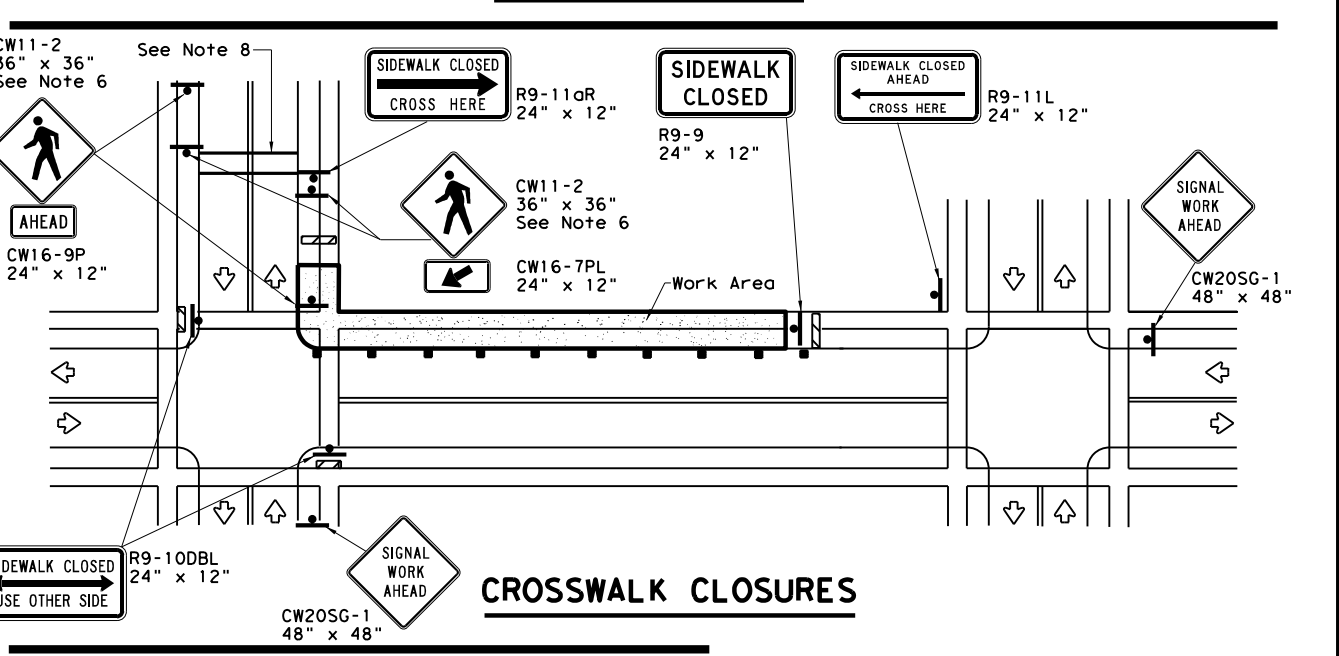 CW11-2
36" x 36"
See Note 6
AHEAD
CW16-9P
24" x 12"
See Note 8
SIDEWALK CLOSED
CROSS HERE
R9-11aR
24" x 12"
CW11-2
36" x 36"
See Note 6
CW16-7PL
24" x 12"
SIDEWALK
CLOSED
R9-9
24" x 12"
Work Area
SIDEWALK CLOSED
AHEAD
CROSS HERE
R9-11L
24" x 12"
SIGNAL
WORK
AHEAD
CW20SG-1
48" x 48"
DEWALK CLOSED
USE OTHER SIDE
R9-10DBL
24" x 12"
SIGNAL
WORK
AHEAD
CW20SG-1
48" x 48"
CROSSWALK CLOSURES